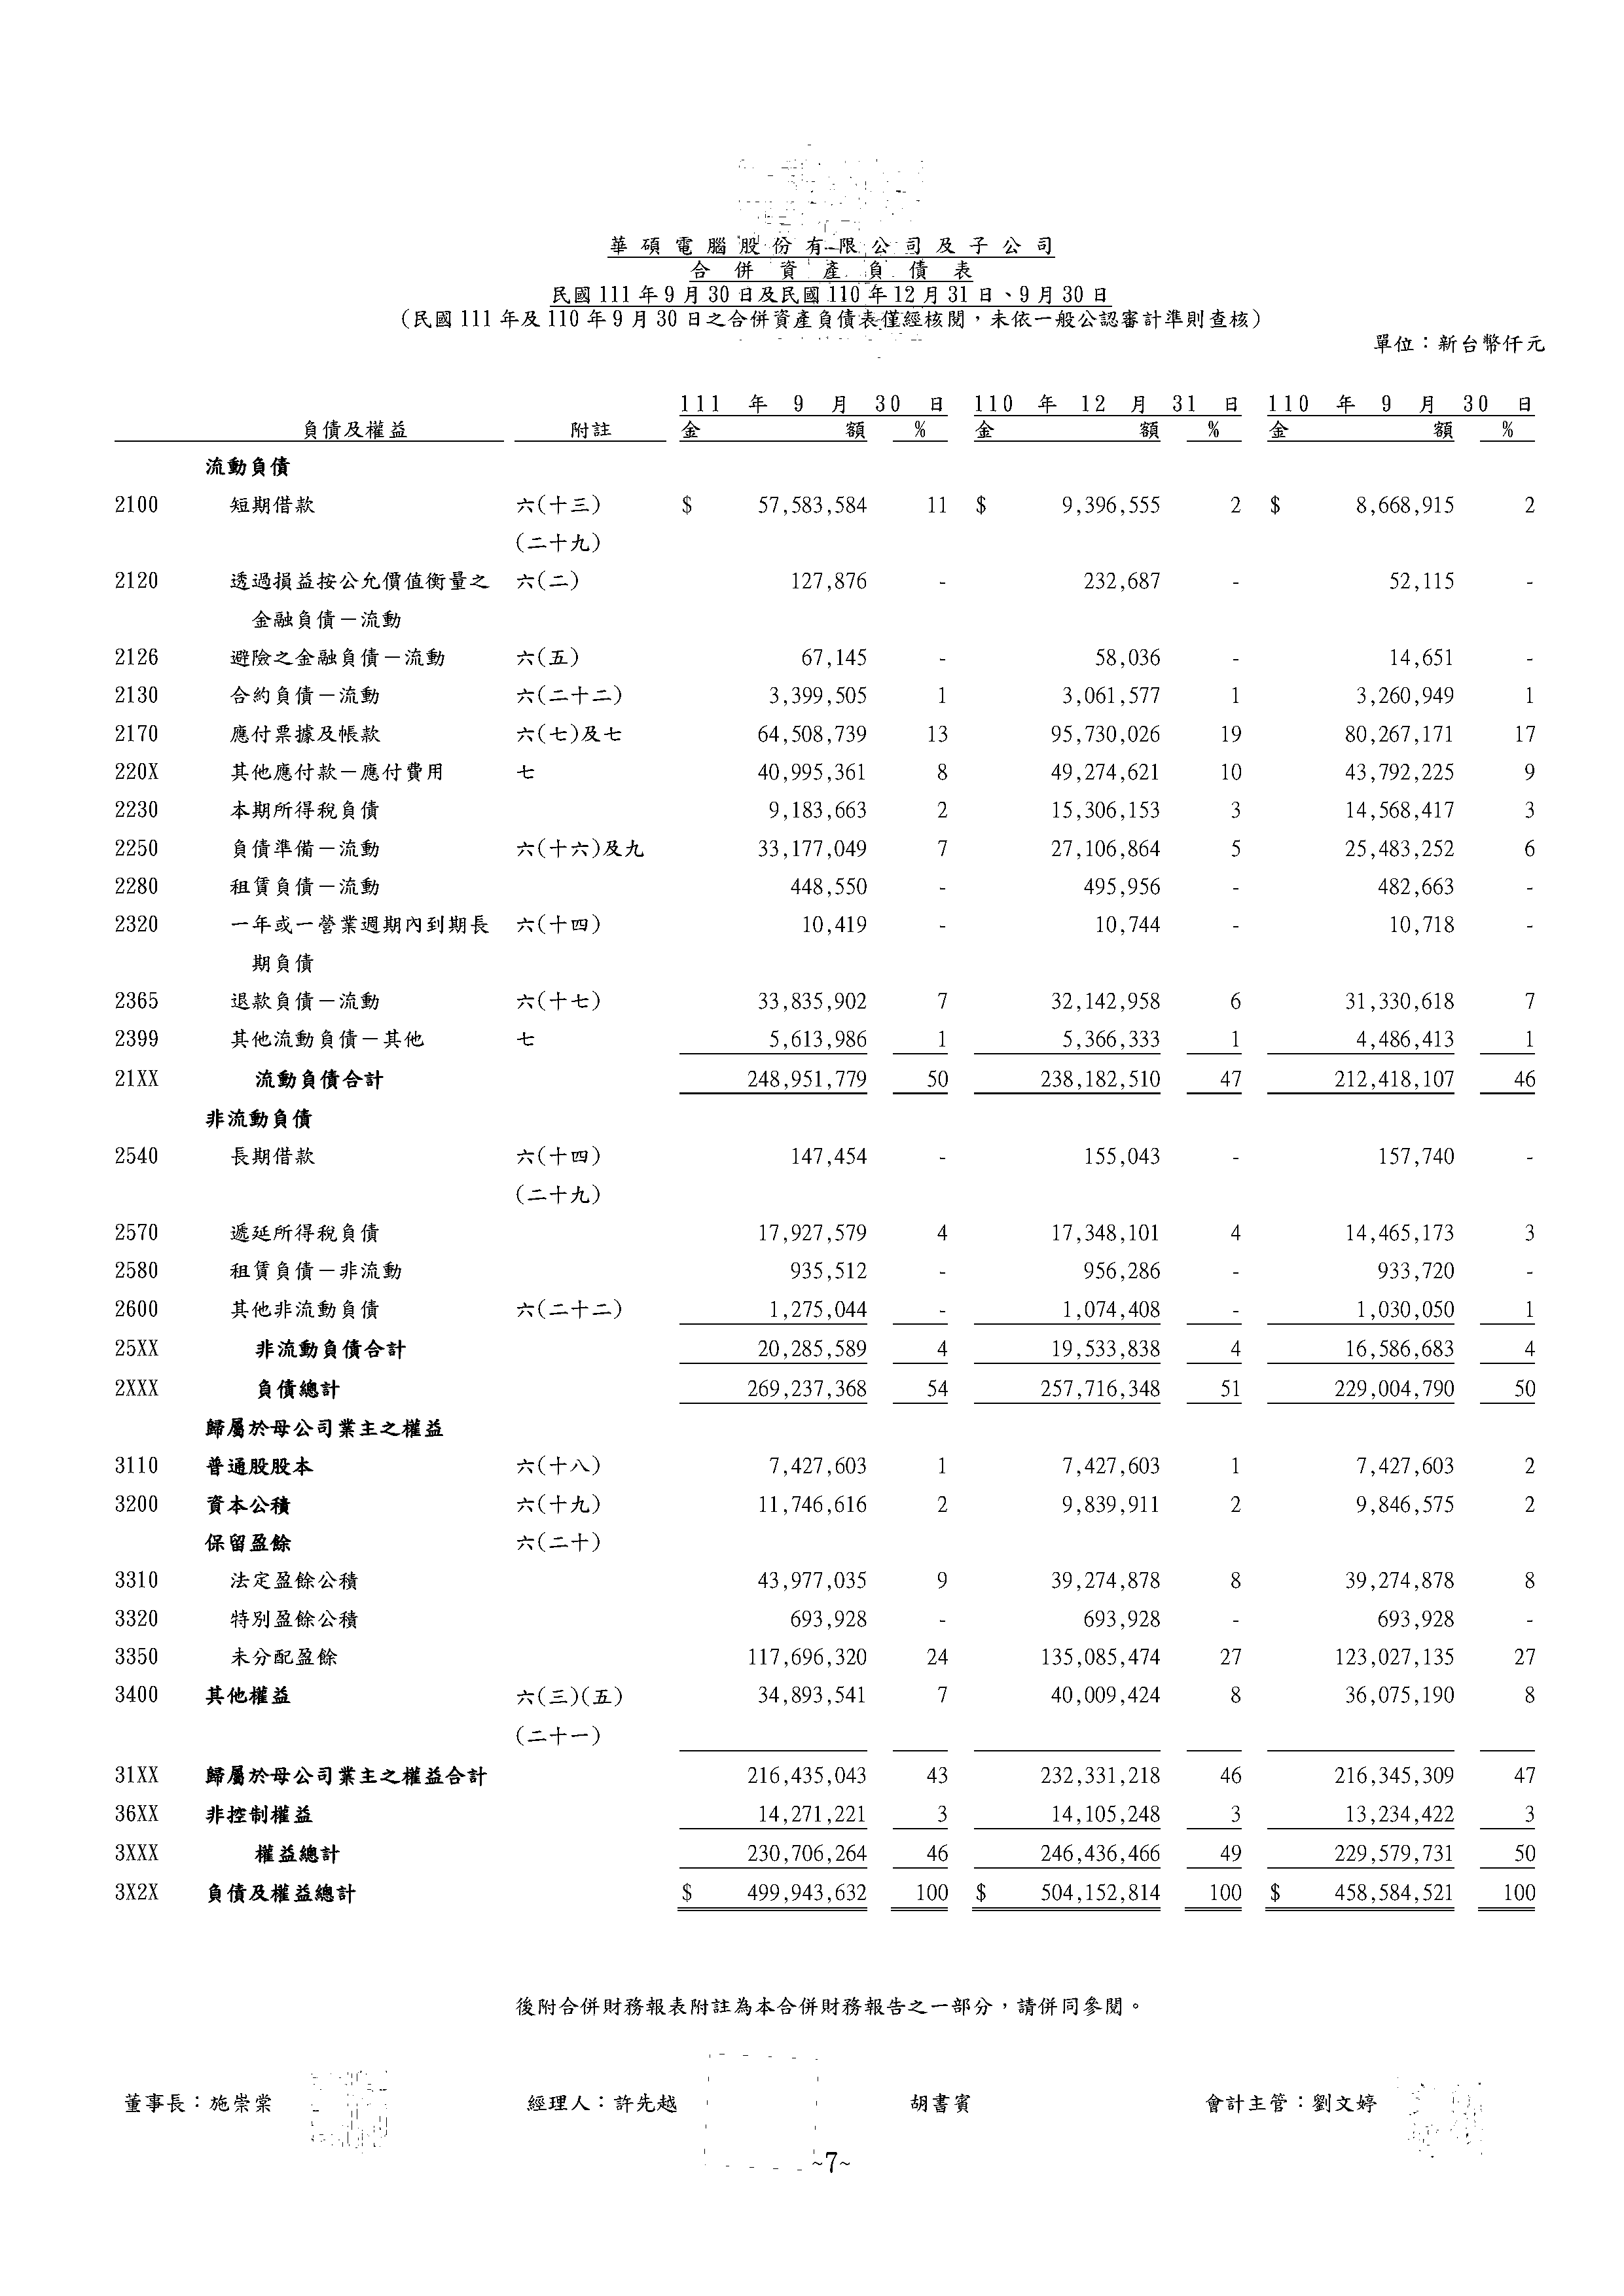 華碩電腦股份有限公司及子公司
合併資產負債表
民國111年9月30日及民國110年12月31日、9月30日
(民國111年及110年9月30日之合併資產負債表僅經核閱，未依一般公認審計準則查核)
單位：新台幣仟元
111 年 9 月 30 日 110 年 12 月 31 日 110 年 9 月 30 日
負債及權益 附註 金 額 % 金 額 % 金 額 %
流動負債
2100 短期借款 六(十三) $ 57,583,584 11 $ 9,396,555 2 $ 8,668,915 2
(二十九)
2120 透過損益按公允價值衡量之 六(二) 127,876 - 232,687 - 52,115 -
金融負債－流動
2126 避險之金融負債－流動 六(五) 67,145 - 58,036 - 14,651 -
2130 合約負債－流動 六(二十二) 3,399,505 1 3,061,577 1 3,260,949 1
2170 應付票據及帳款 六(七)及七 64,508,739 13 95,730,026 19 80,267,171 17
220X 其他應付款－應付費用 七 40,995,361 8 49,274,621 10 43,792,225 9
2230 本期所得稅負債 9,183,663 2 15,306,153 3 14,568,417 3
2250 負債準備－流動 六(十六)及九 33,177,049 7 27,106,864 5 25,483,252 6
2280 租賃負債－流動 448,550 - 495,956 - 482,663 -
2320 一年或一營業週期內到期長 六(十四) 10,419 - 10,744 - 10,718 -
期負債
2365 退款負債－流動 六(十七) 33,835,902 7 32,142,958 6 31,330,618 7
2399 其他流動負債－其他 七 5,613,986 1 5,366,333 1 4,486,413 1
21XX 流動負債合計 248,951,779 50 238,182,510 47 212,418,107 46
非流動負債
2540 長期借款 六(十四) 147,454 - 155,043 - 157,740 -
(二十九)
2570 遞延所得稅負債 17,927,579 4 17,348,101 4 14,465,173 3
2580 租賃負債－非流動 935,512 - 956,286 - 933,720 -
2600 其他非流動負債 六(二十二) 1,275,044 - 1,074,408 - 1,030,050 1
25XX 非流動負債合計 20,285,589 4 19,533,838 4 16,586,683 4
2XXX 負債總計 269,237,368 54 257,716,348 51 229,004,790 50
歸屬於母公司業主之權益
3110 普通股股本 六(十八) 7,427,603 1 7,427,603 1 7,427,603 2
3200 資本公積 六(十九) 11,746,616 2 9,839,911 2 9,846,575 2
保留盈餘 六(二十)
3310 法定盈餘公積 43,977,035 9 39,274,878 8 39,274,878 8
3320 特別盈餘公積 693,928 - 693,928 - 693,928 -
3350 未分配盈餘 117,696,320 24 135,085,474 27 123,027,135 27
3400 其他權益 六(三)(五) 34,893,541 7 40,009,424 8 36,075,190 8
(二十一)
31XX 歸屬於母公司業主之權益合計 216,435,043 43 232,331,218 46 216,345,309 47
36XX 非控制權益 14,271,221 3 14,105,248 3 13,234,422 3
3XXX 權益總計 230,706,264 46 246,436,466 49 229,579,731 50
3X2X 負債及權益總計 $ 499,943,632 100 $ 504,152,814 100 $ 458,584,521 100
後附合併財務報表附註為本合併財務報告之一部分，請併同參閱。
董事長：施崇棠 經理人：許先越 胡書賓 會計主管：劉文婷
~7~